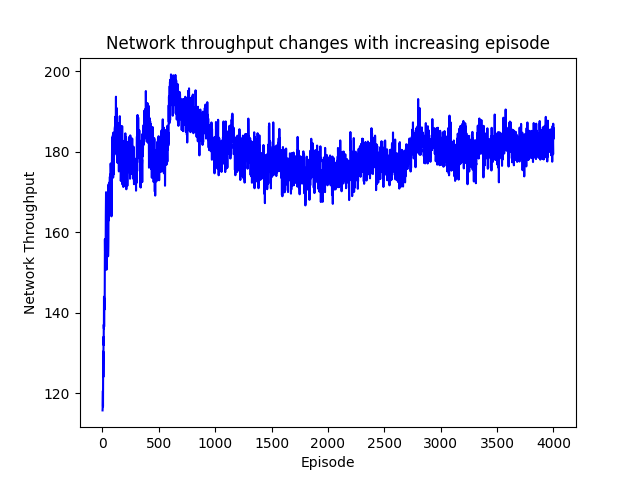 Network throughput changes with increasing episode
200
180
160
140
120
Network Throughput
0 500 1000 1500 2000 2500 3000 3500 4000
Episode